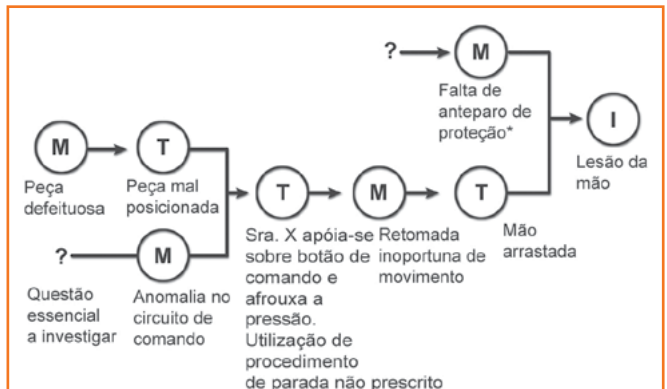 ?
M
Falta de
anteparo de
proteção*
I
Lesão da
mão
M
T
Peça
defeituosa
Peça mal
posicionada
?
M
Questão
essencial
a investigar
Anomalia no
circuito de
comando
T
Sra. X apóia-se
sobre botão de
comando e
afrouxa a
pressão.
Utilização de
procedimento
de parada não prescrito
M
Retomada
inoportuna de
movimento
T
Mão
arrastada